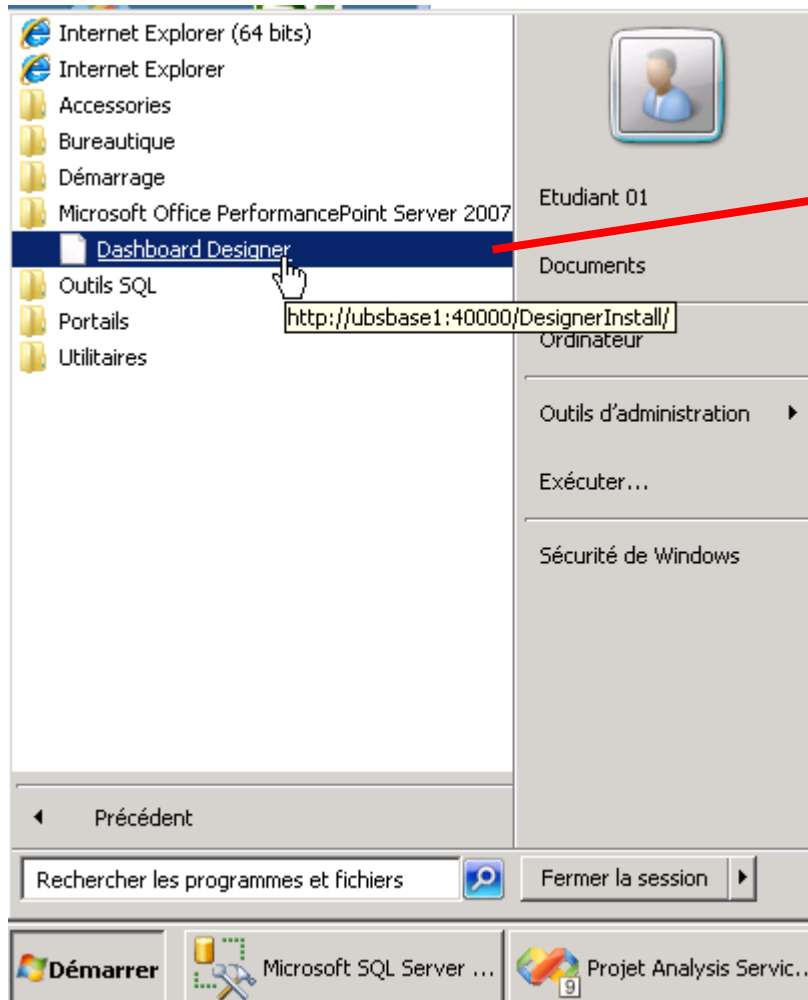 Internet Explorer (64 bits)
Internet Explorer
Accessories
Bureautique
Démarrage
Microsoft Office PerformancePoint Server 2007
Dashboard Designer
Outils SQL
Portails
Utilitaires
http://ubsbase1:40000/DesignerInstall/
Précédent
Rechercher les programmes et fichiers
Etudiant 01
Documents
Ordinateur
Outils d'administration
Exécuter...
Sécurité de Windows
Fermer la session
Démarrer
Microsoft SQL Server ...
Projet Analysis Servic...
9